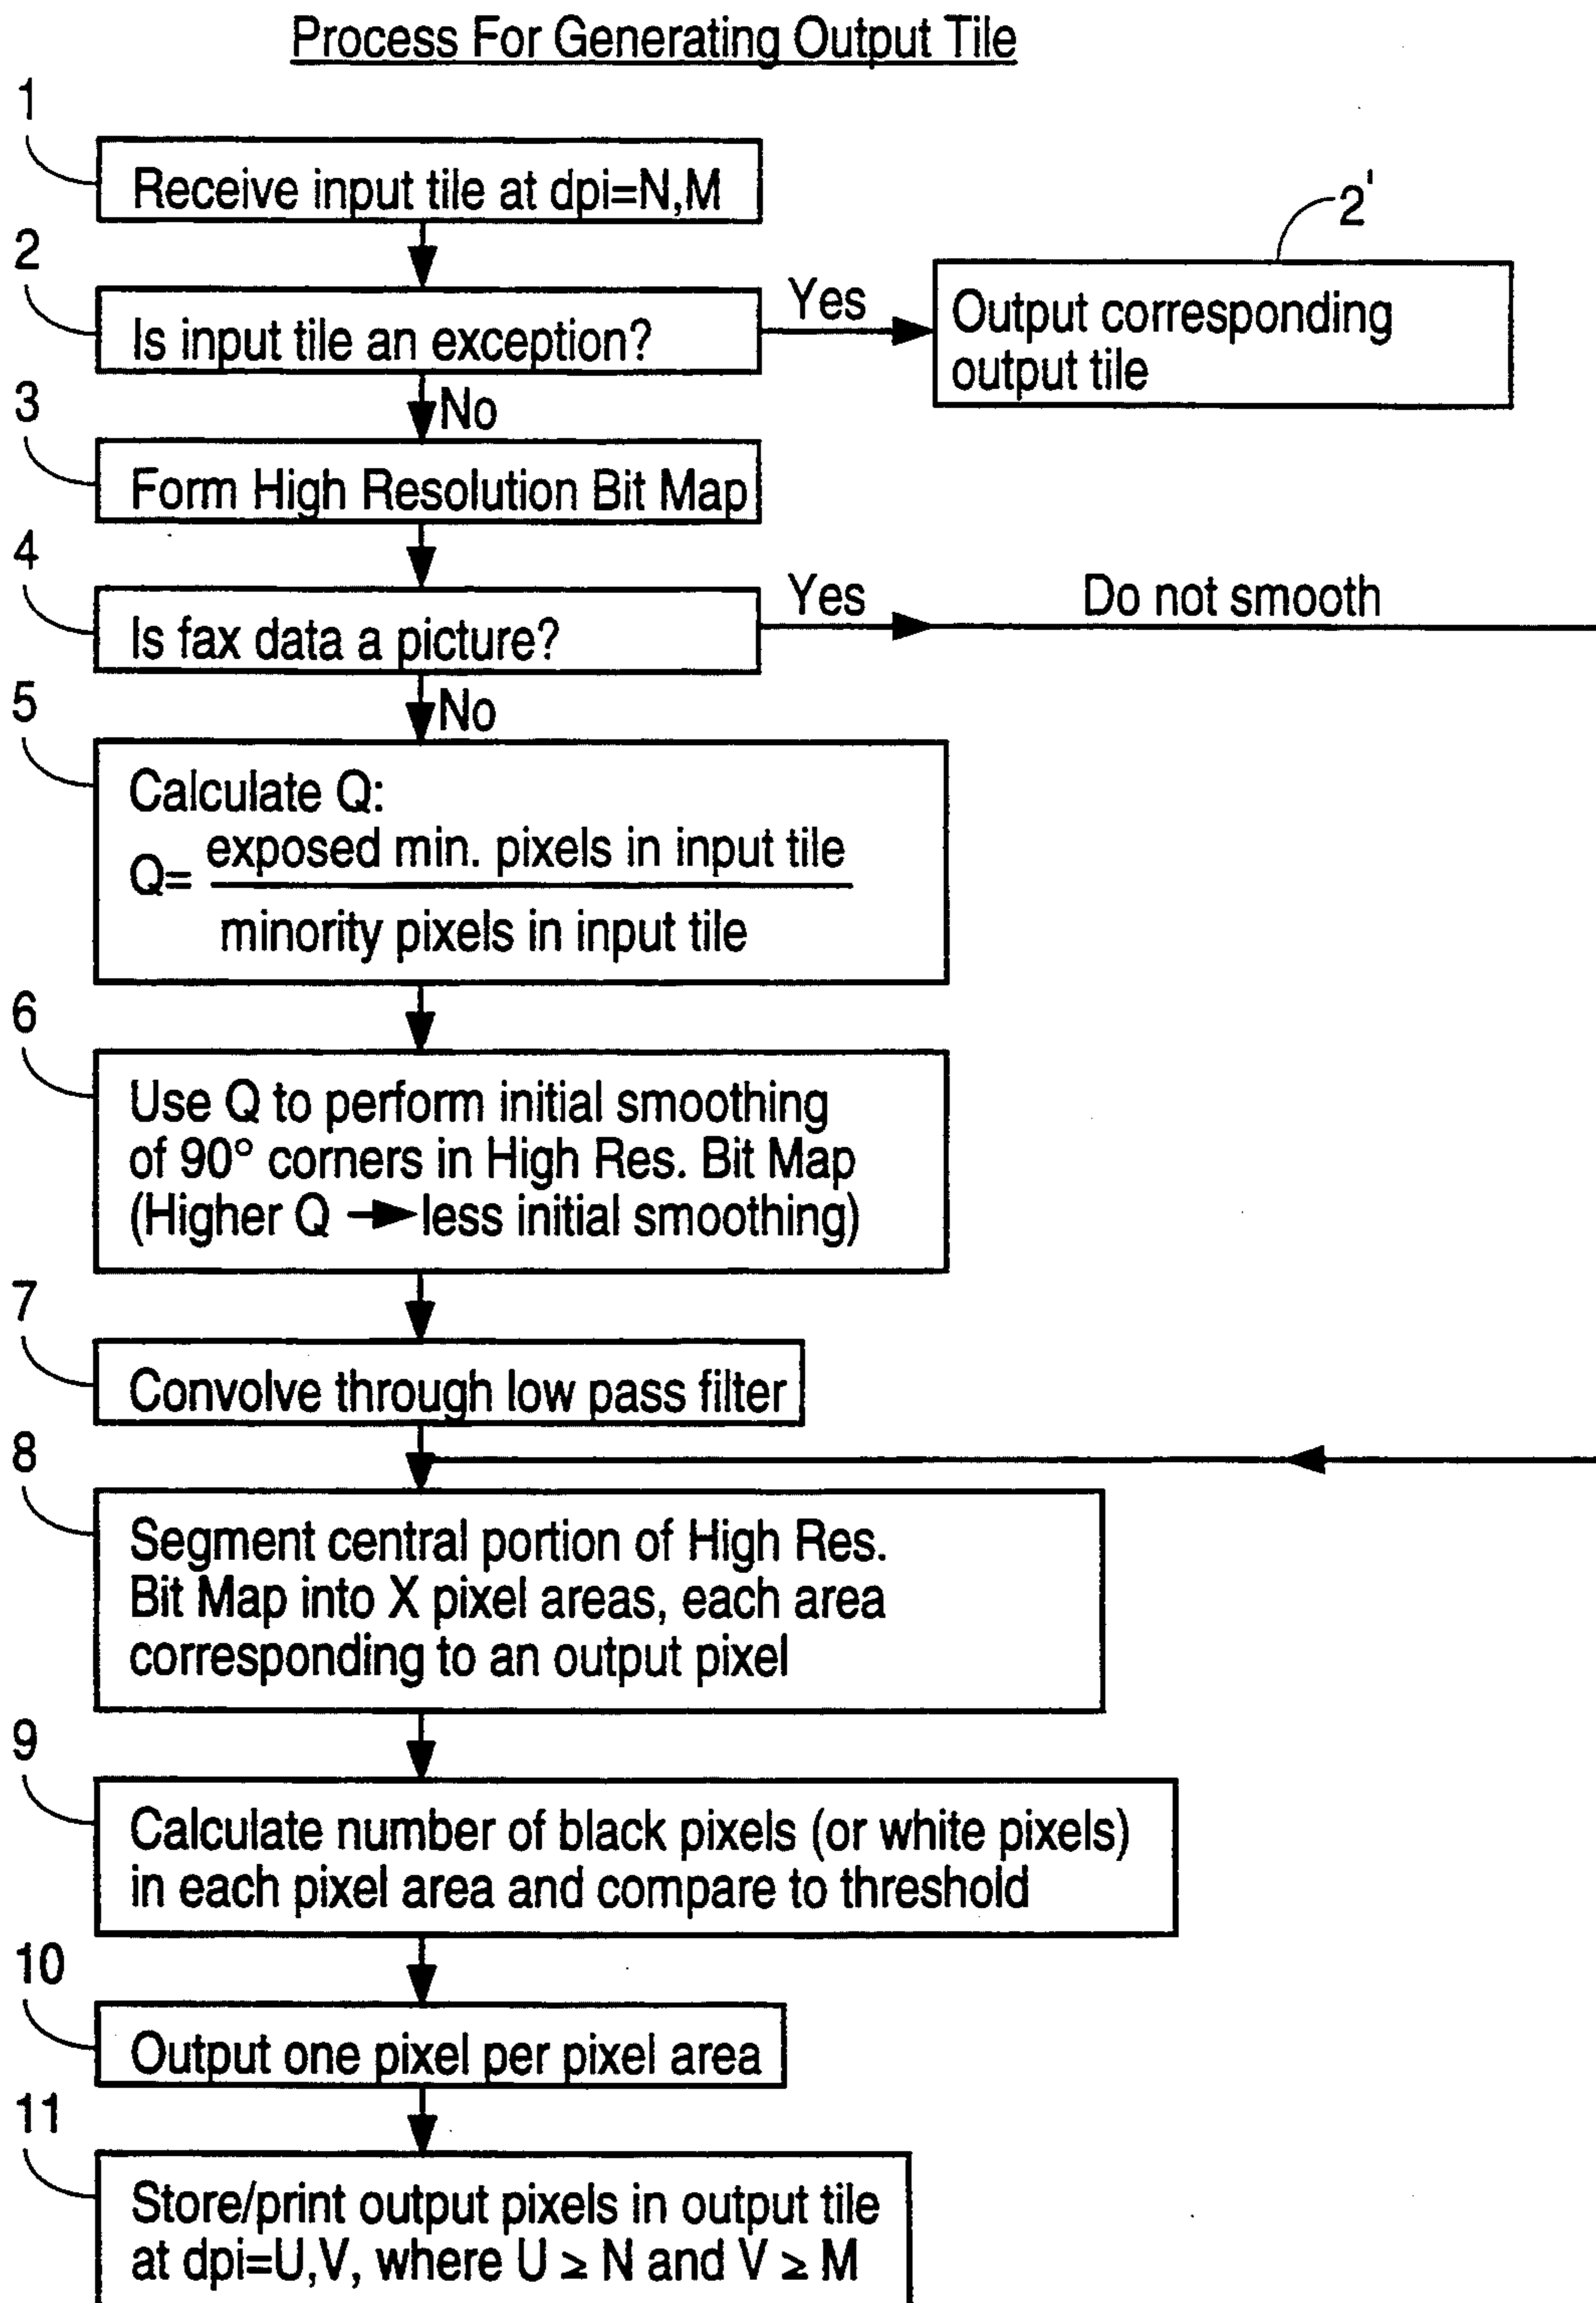 Process For Generating Output Tile
1
Receive input tile at dpi=N,M
2
Is input tile an exception?
Yes
2'
Output corresponding
output tile
No
3
Form High Resolution Bit Map
4
Is fax data a picture?
Yes
Do not smooth
No
5
Calculate Q:
Q= exposed min. pixels in input tile
minority pixels in input tile
6
Use Q to perform initial smoothing
of 90° corners in High Res. Bit Map
(Higher Q → less initial smoothing)
7
Convolve through low pass filter
8
Segment central portion of High Res.
Bit Map into X pixel areas, each area
corresponding to an output pixel
9
Calculate number of black pixels (or white pixels)
in each pixel area and compare to threshold
10
Output one pixel per pixel area
11
Store/print output pixels in output tile
at dpi=U,V, where U ≥ N and V ≥ M